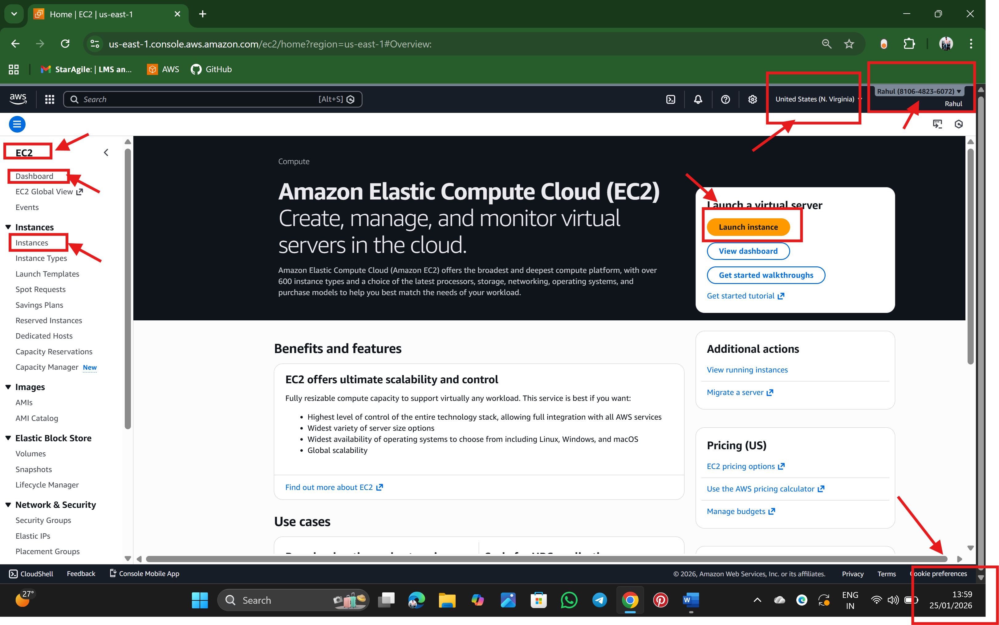 Home | EC2 | us-east-1
us-east-1.console.aws.amazon.com/ec2/home?region=us-east-1#Overview:
StarAgile: | LMS an...
AWS
GitHub
aws
Search
[Alt+S]
United States (N. Virginia)
Rahul (8106-4823-6072)
Rahul
EC2
Dashboard
EC2 Global View
Events
Instances
Instances
Instance Types
Launch Templates
Spot Requests
Savings Plans
Reserved Instances
Dedicated Hosts
Capacity Reservations
Capacity Manager New
Images
AMIs
AMI Catalog
Elastic Block Store
Volumes
Snapshots
Lifecycle Manager
Network & Security
Security Groups
Elastic IPs
Placement Groups
Compute
Amazon Elastic Compute Cloud (EC2)
Create, manage, and monitor virtual
servers in the cloud.
Amazon Elastic Compute Cloud (Amazon EC2) offers the broadest and deepest compute platform, with over
600 instance types and a choice of the latest processors, storage, networking, operating systems, and
purchase models to help you best match the needs of your workload.
Launch a virtual server
Launch instance
View dashboard
Get started walkthroughs
Get started tutorial
Benefits and features
EC2 offers ultimate scalability and control
Fully resizable compute capacity to support virtually any workload. This service is best if you want:
• Highest level of control of the entire technology stack, allowing full integration with all AWS services
• Widest variety of server size options
• Widest availability of operating systems to choose from including Linux, Windows, and macOS
• Global scalability
Find out more about EC2
Use cases
Additional actions
View running instances
Migrate a server
Pricing (US)
EC2 pricing options
Use the AWS pricing calculator
Manage budgets
CloudShell
Feedback
Console Mobile App
© 2026, Amazon Web Services, Inc. or its affiliates.
Privacy
Terms
Cookie preferences
27°
Search
ENG
IN
13:59
25/01/2026